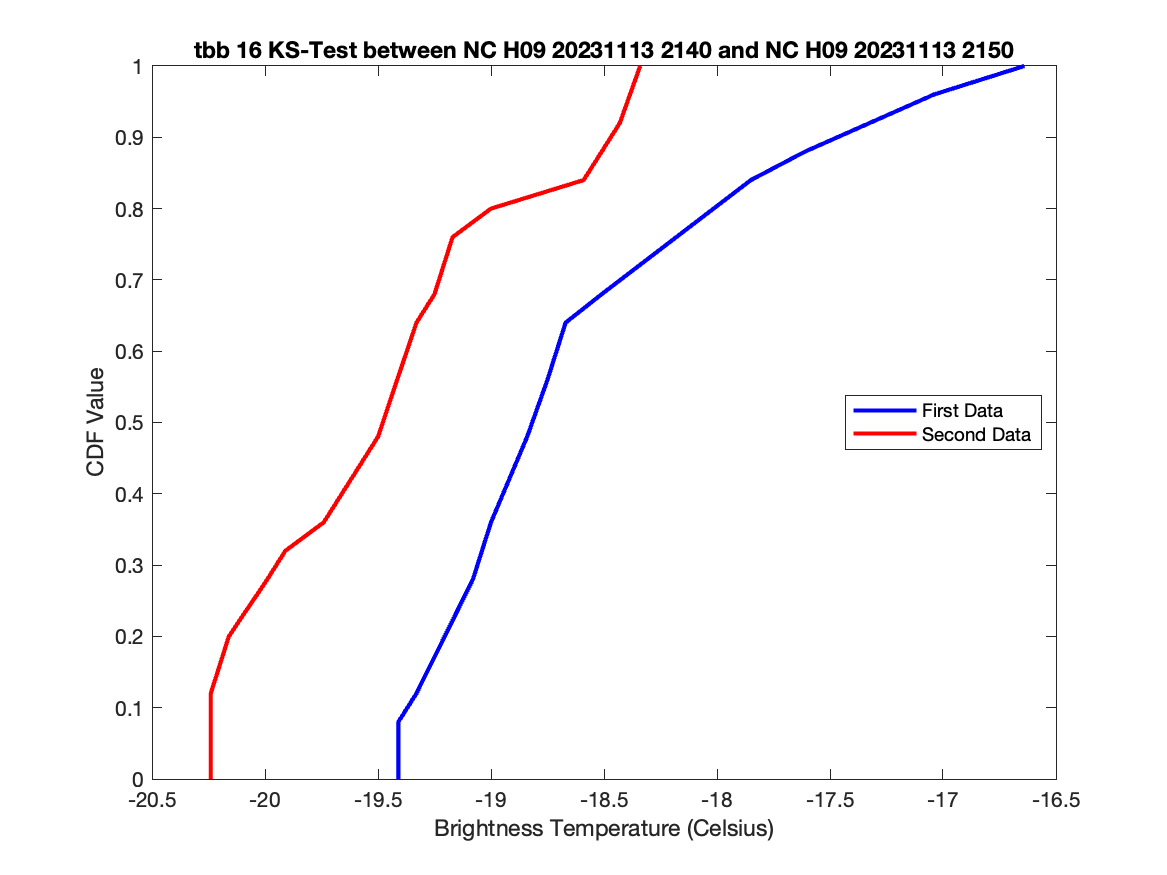 tbb 16 KS-Test between NC H09 20231113 2140 and NC H09 20231113 2150
1
0.9
0.8
0.7
0.6
0.5
0.4
0.3
0.2
0.1
0
CDF Value
First Data
Second Data
-20.5 -20 -19.5 -19 -18.5 -18 -17.5 -17 -16.5
Brightness Temperature (Celsius)